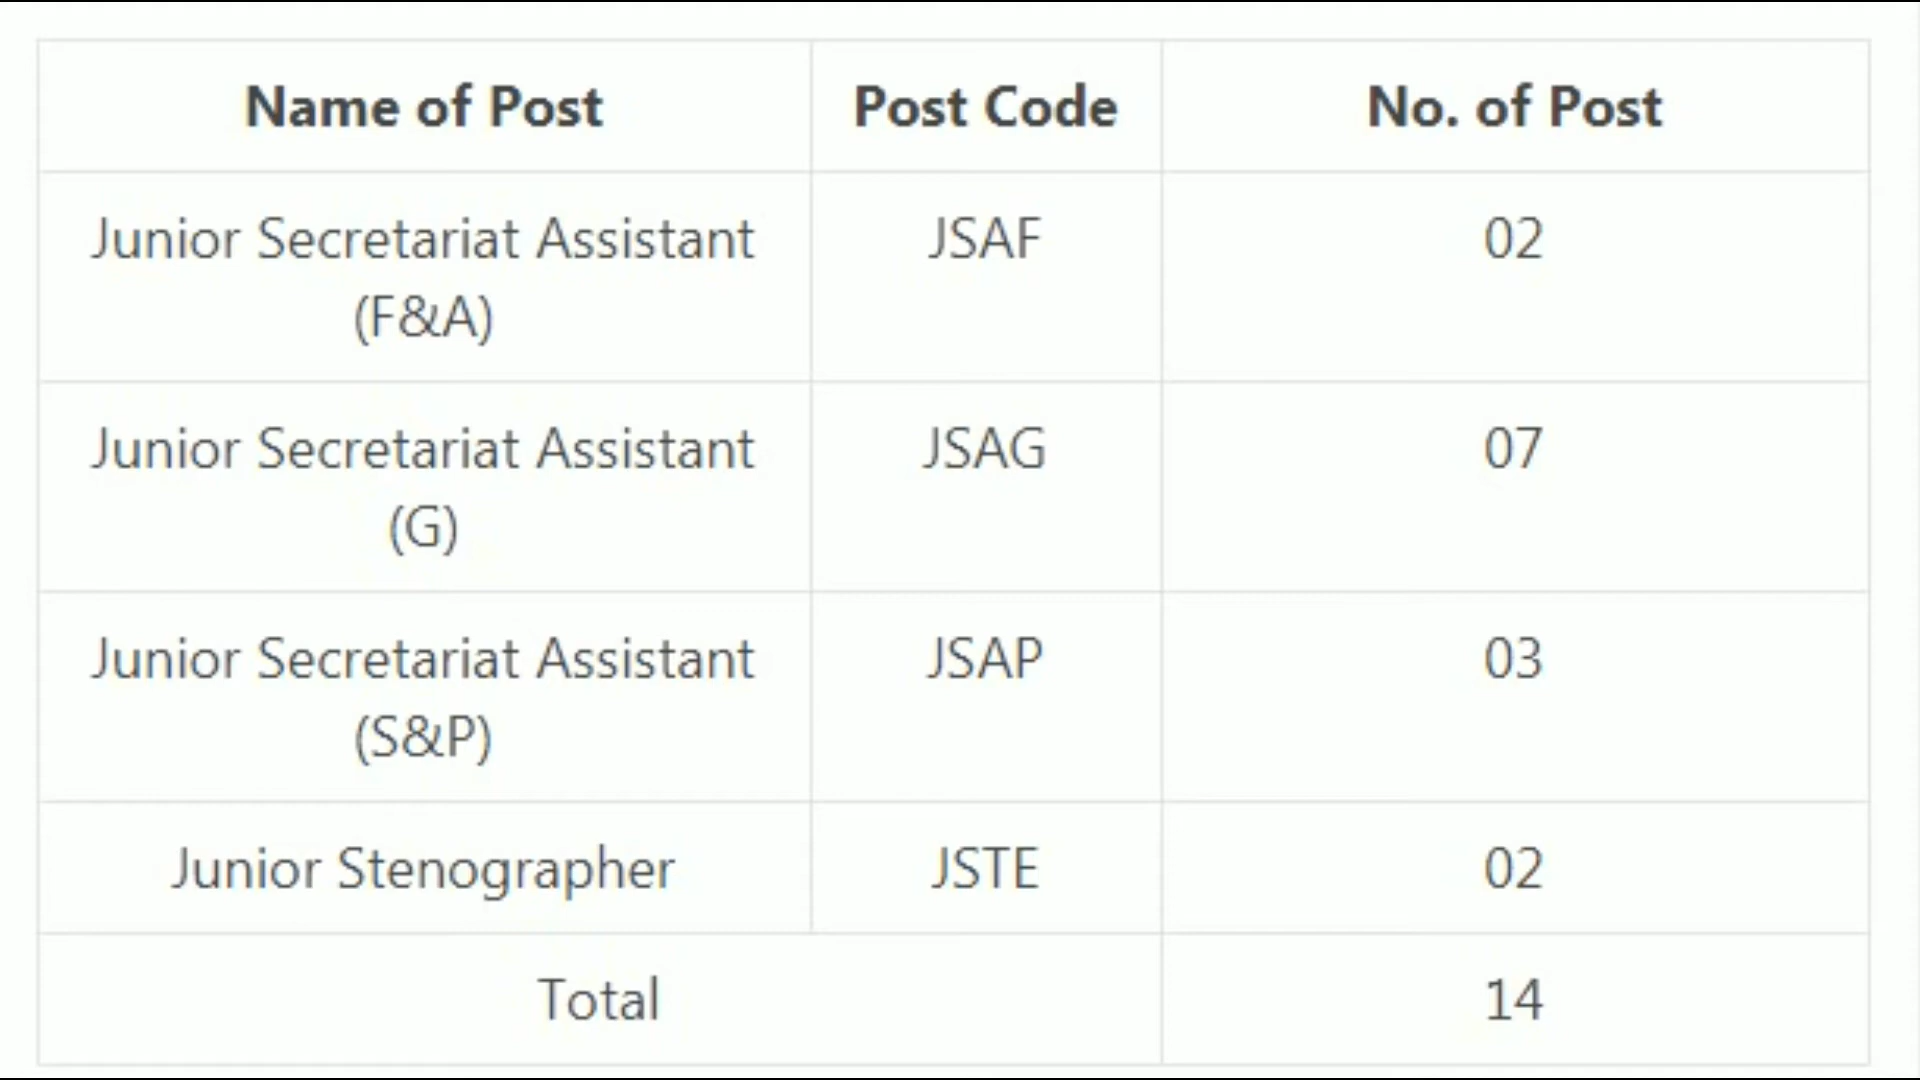 Name of Post Post Code No. of Post
Junior Secretariat Assistant JSAF 02
(F&A)
Junior Secretariat Assistant JSAG 07
(G)
Junior Secretariat Assistant JSAP 03
(S&P)
Junior Stenographer JSTE 02
Total 14